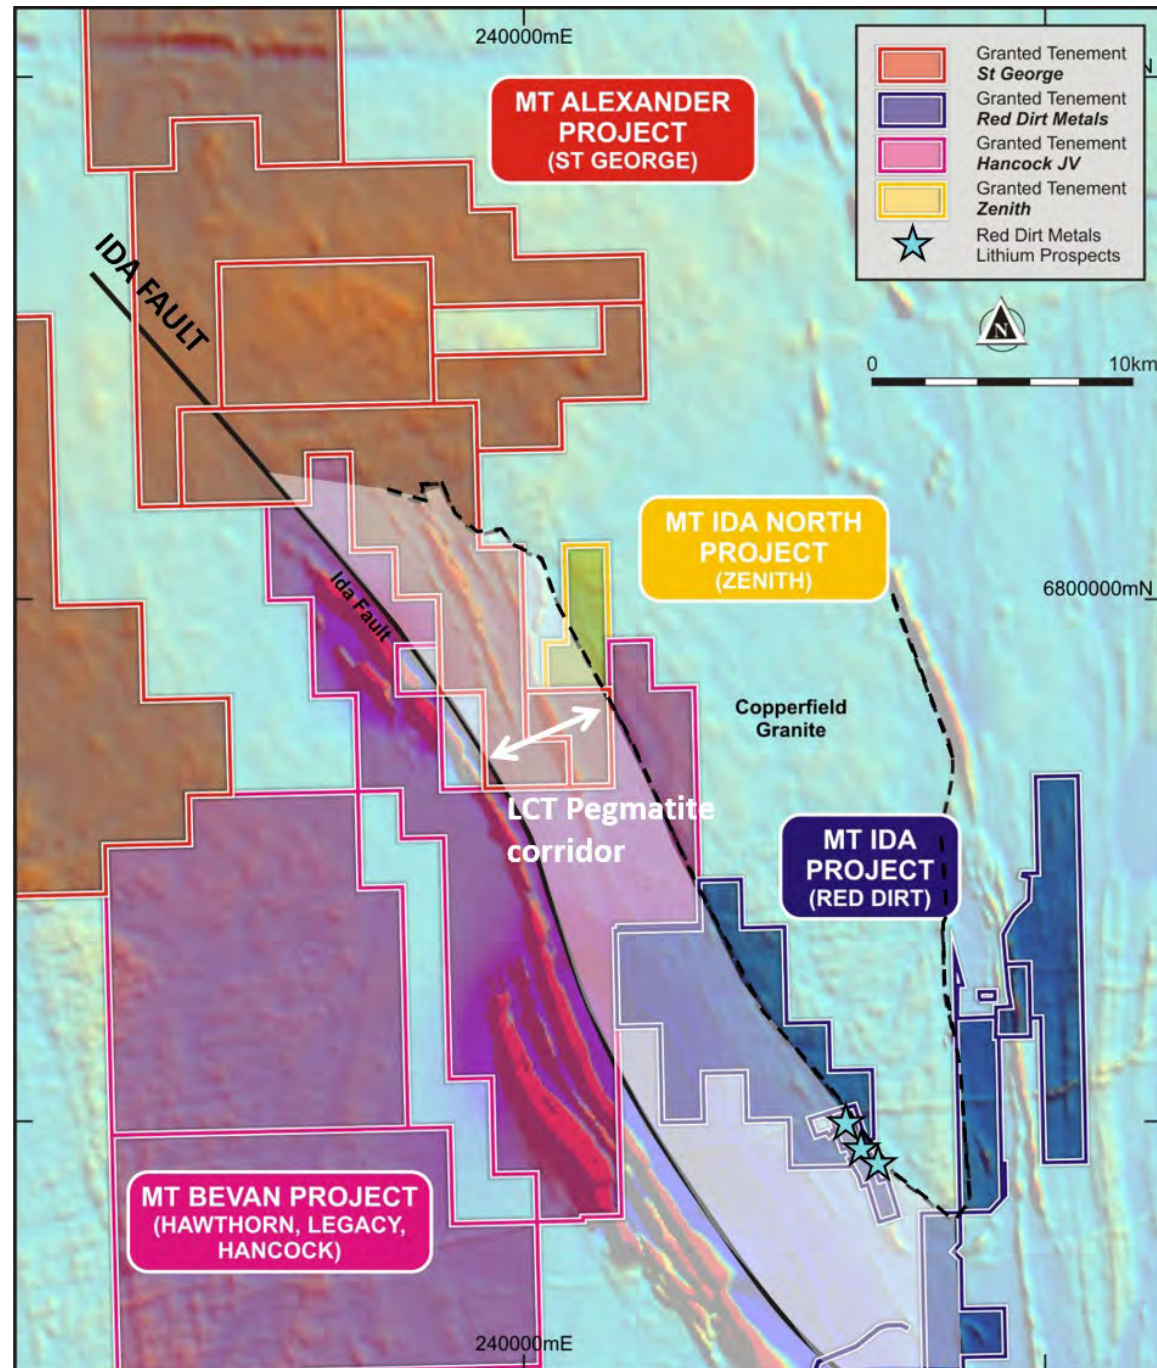 240000mE
MT ALEXANDER
PROJECT
(ST GEORGE)
Granted Tenement
St George
Granted Tenement
Red Dirt Metals
Granted Tenement
Hancock JV
Granted Tenement
Zenith
Red Dirt Metals
Lithium Prospects
N
N
0
10km
IDA FAULT
MT IDA NORTH
PROJECT
(ZENITH)
6800000mN
Ida Fault
Copperfield
Granite
LCT Pegmatite
corridor
MT IDA
PROJECT
(RED DIRT)
MT BEVAN PROJECT
(HAWTHORN, LEGACY,
HANCOCK)
240000mE